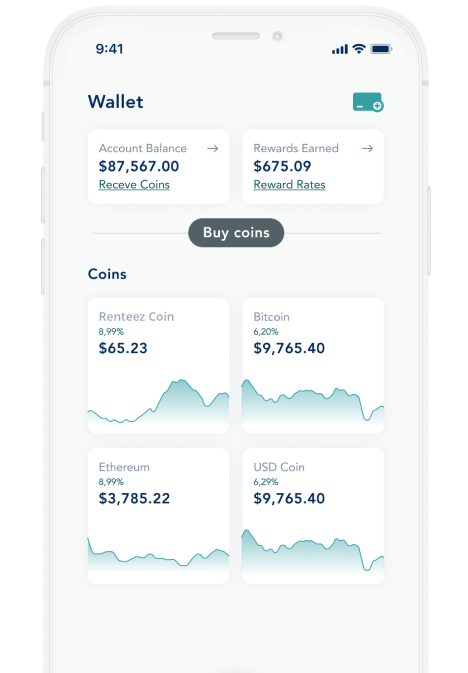 9:41
Wallet
Account Balance
$87,567.00
Receve Coins
Rewards Earned
$675.09
Reward Rates
Buy coins
Coins
Renteez Coin
8,99%
$65.23
Bitcoin
6,20%
$9,765.40
Ethereum
8,99%
$3,785.22
USD Coin
6,29%
$9,765.40